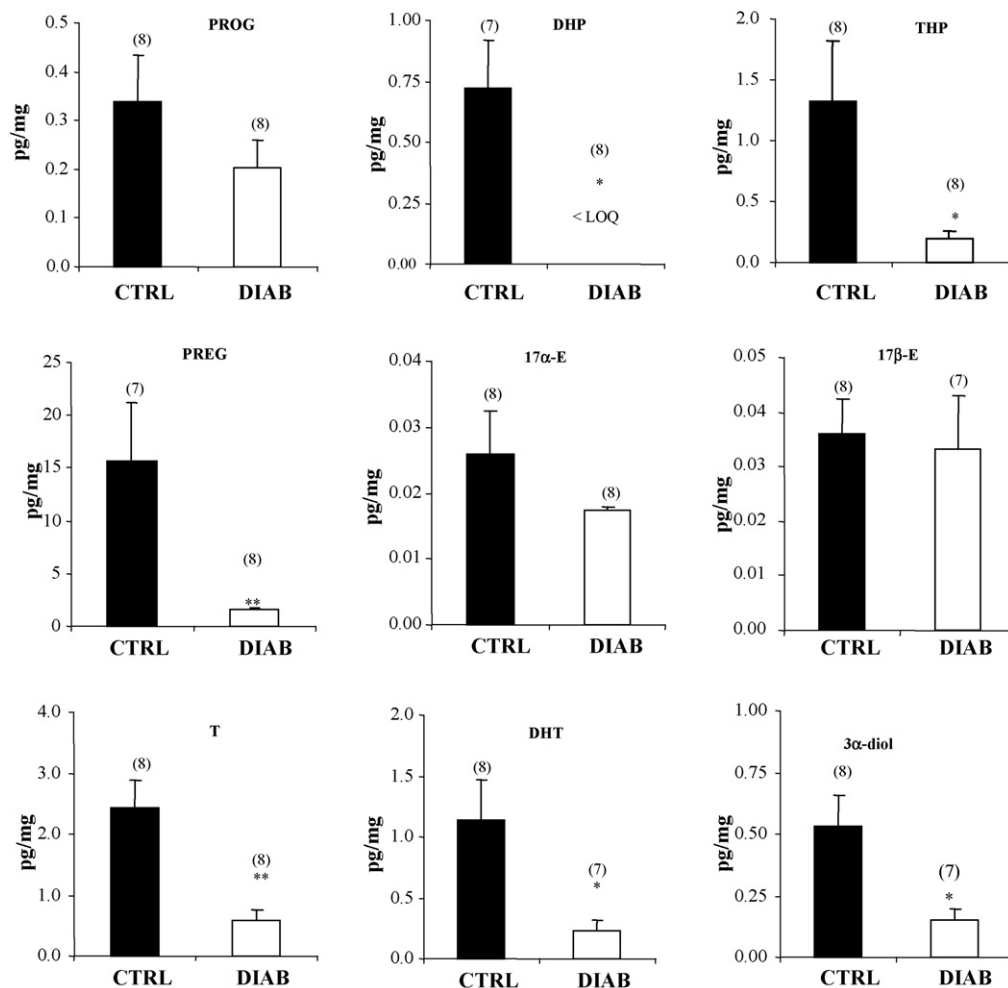 PROG
(8)
(8)
pg/mg
0.5
0.4
0.3
0.2
0.1
0.0
CTRL DIAB
DHP
(7)
(8)
*
< LOQ
pg/mg
1.00
0.75
0.50
0.25
0.00
CTRL DIAB
THP
(8)
(8)
*
pg/mg
2.0
1.5
1.0
0.5
0.0
CTRL DIAB
PREG
(7)
(8)
**
pg/mg
25
20
15
10
5
0
CTRL DIAB
17α-E
(8)
(8)
pg/mg
0.04
0.03
0.02
0.01
0.00
CTRL DIAB
17β-E
(8)
(7)
pg/mg
0.05
0.04
0.03
0.02
0.01
0.00
CTRL DIAB
T
(8)
(8)
**
pg/mg
4.0
3.0
2.0
1.0
0.0
CTRL DIAB
DHT
(8)
(7)
*
pg/mg
2.0
1.5
1.0
0.5
0.0
CTRL DIAB
3α-diol
(8)
(7)
*
pg/mg
1.00
0.75
0.50
0.25
0.00
CTRL DIAB